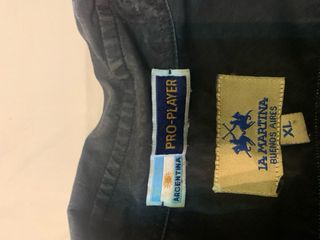 PRO-PLAYER
ARGENTINA
LA MARTINA
BUENOS AIRES
XL